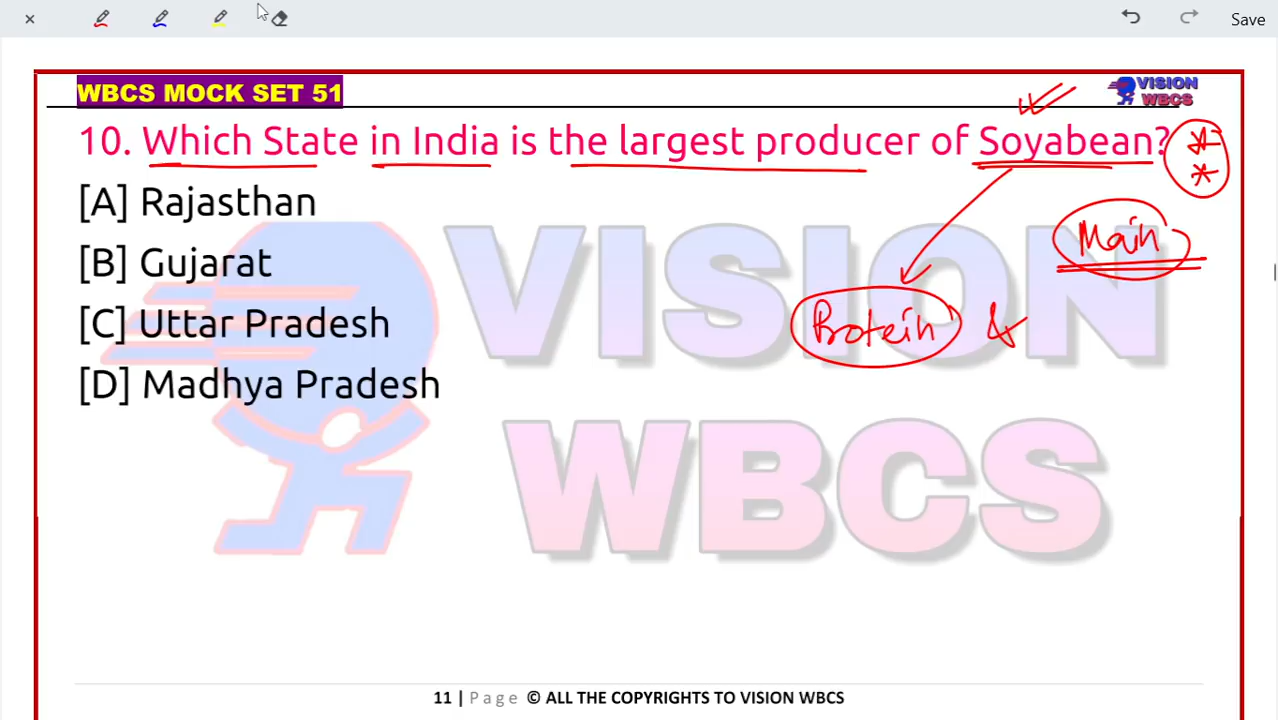 Save
WBCS MOCK SET 51
VISION
WBCS
10. Which State in India is the largest producer of Soyabean?
[A] Rajasthan
Main
[B] Gujarat
Protein &
[C] Uttar Pradesh
[D] Madhya Pradesh
VISION
WBCS
11 | Page © ALL THE COPYRIGHTS TO VISION WBCS